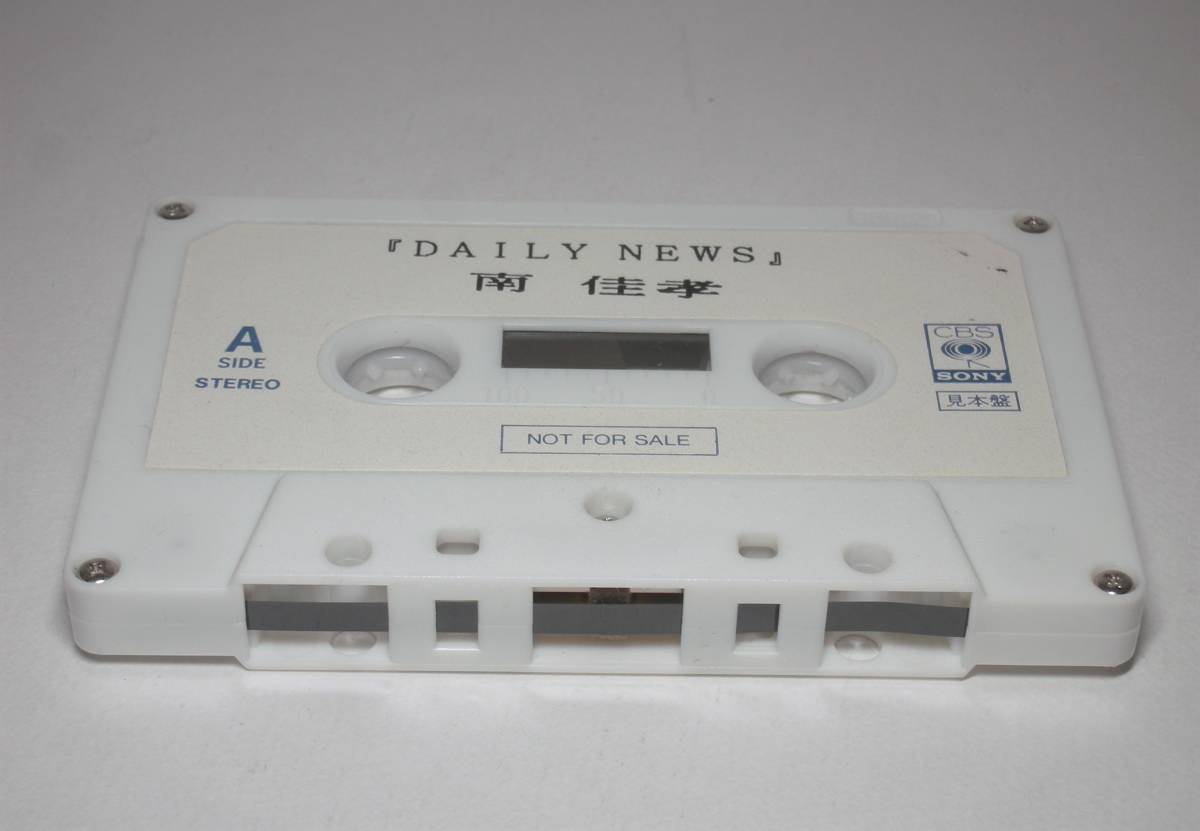 『DAILY NEWS』
南 佳孝
A
SIDE
STEREO
CBS
SONY
見本盤
100 50 0
NOT FOR SALE